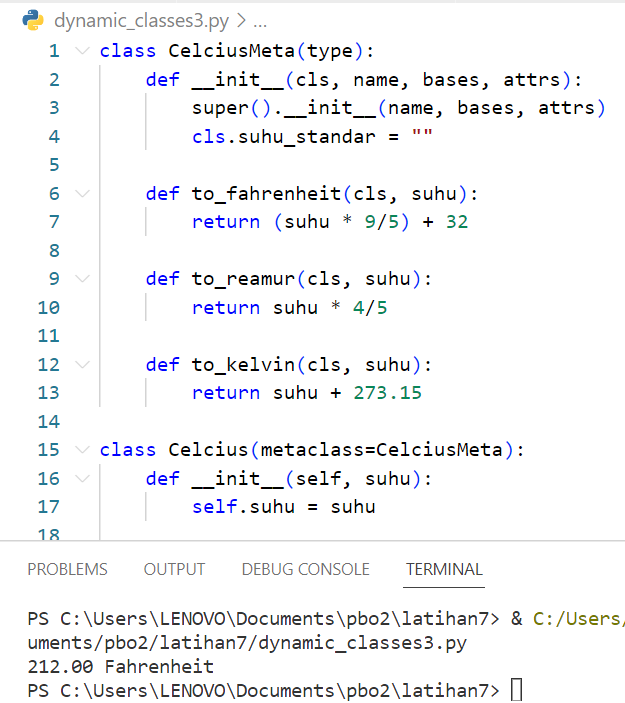 dynamic_classes3.py > ...
1 class CelciusMeta(type):
2 def __init__(cls, name, bases, attrs):
3 super().__init__(name, bases, attrs)
4 cls.suhu_standar = ""
5
6 def to_fahrenheit(cls, suhu):
7 return (suhu * 9/5) + 32
8
9 def to_reamur(cls, suhu):
10 return suhu * 4/5
11
12 def to_kelvin(cls, suhu):
13 return suhu + 273.15
14
15 class Celcius(metaclass=CelciusMeta):
16 def __init__(self, suhu):
17 self.suhu = suhu
18
PROBLEMS OUTPUT DEBUG CONSOLE TERMINAL
PS C:\Users\LENOVO\Documents\pbo2\latihan7> & C:/Users/
uments/pbo2/latihan7/dynamic_classes3.py
212.00 Fahrenheit
PS C:\Users\LENOVO\Documents\pbo2\latihan7>